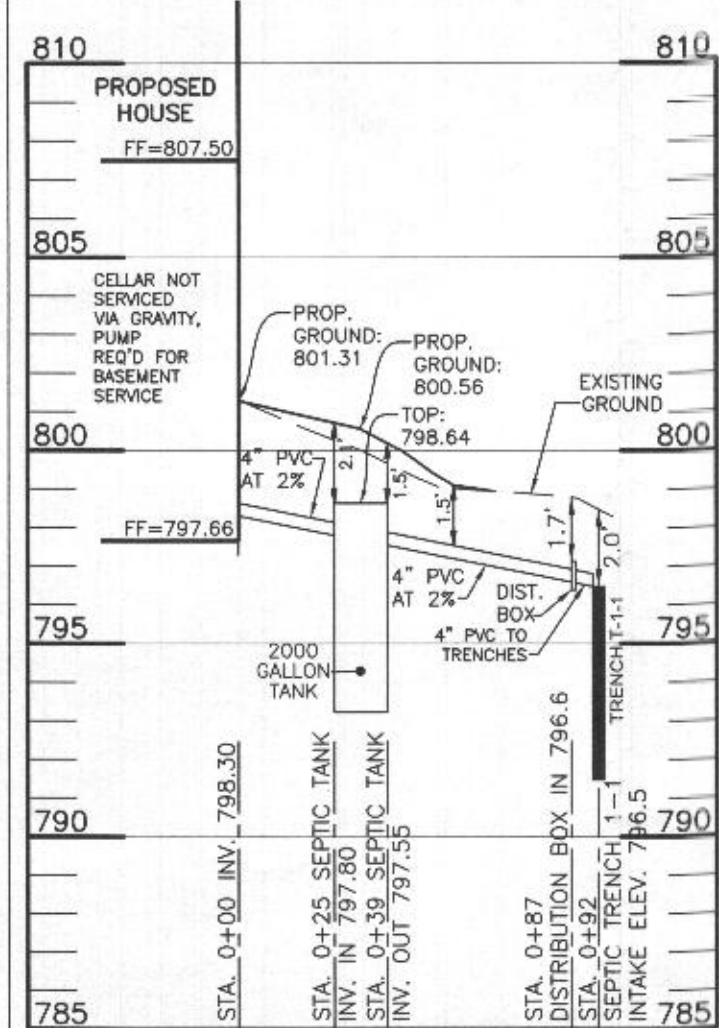 810
810
PROPOSED
HOUSE
FF=807.50
805
805
CELLAR NOT
SERVICED
VIA GRAVITY,
PUMP
REQ'D FOR
BASEMENT
SERVICE
PROP.
GROUND:
801.31
PROP.
GROUND:
800.56
TOP:
798.64
EXISTING
GROUND
800
800
4" PVC
AT 2%
2.1'
1.5'
1.5'
1.7'
2.0'
FF=797.66
4" PVC
AT 2%
DIST.
BOX
4" PVC TO
TRENCHES
795
795
2000
GALLON
TANK
TRENCH T-1-1
790
790
STA. 0+00 INV. 798.30
STA. 0+25 SEPTIC TANK
INV. IN 797.80
STA. 0+39 SEPTIC TANK
INV. OUT 797.55
STA. 0+87
DISTRIBUTION BOX IN 796.6
STA. 0+92
SEPTIC TRENCH 1-1
INTAKE ELEV. 796.5
785
785